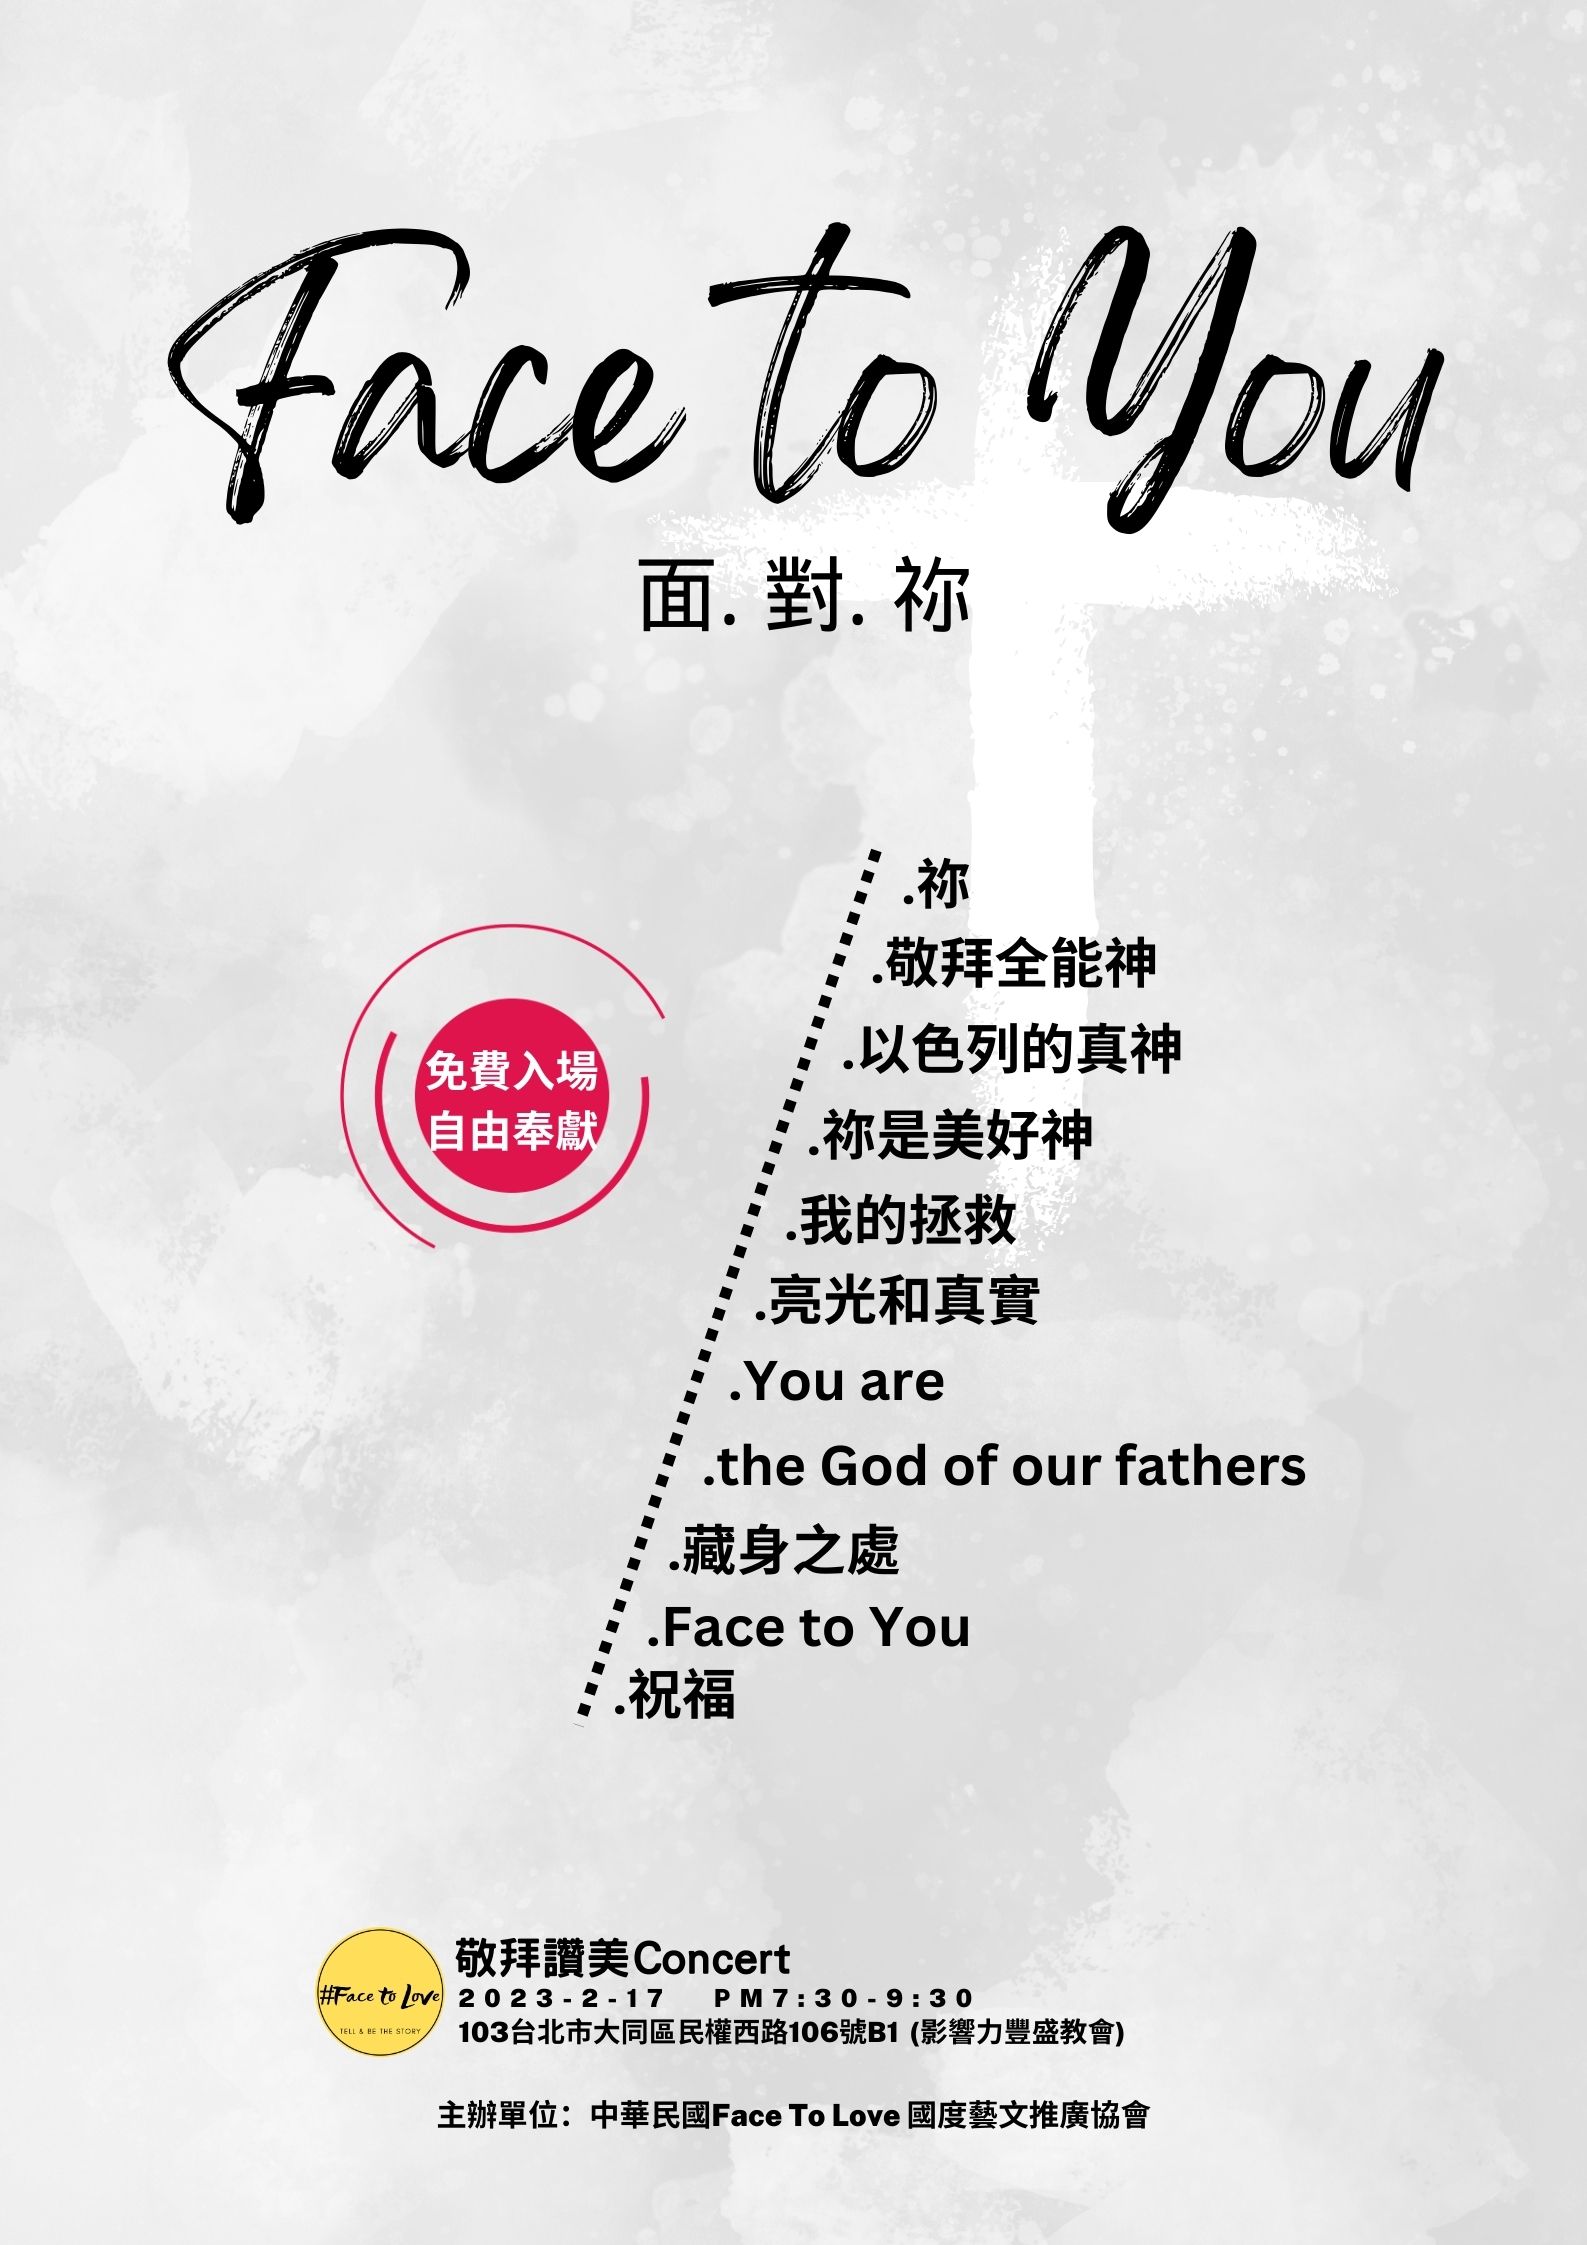 Face to You
面. 對. 祢
.祢
.敬拜全能神
.以色列的真神
.祢是美好神
.我的拯救
.亮光和真實
.You are
.the God of our fathers
.藏身之處
.Face to You
.祝福
免費入場
自由奉獻
#Face to Love
TELL & BE THE STORY
敬拜讚美Concert
2023-2-17 PM7:30-9:30
103台北市大同區民權西路106號B1 (影響力豐盛教會)
主辦單位：中華民國Face To Love 國度藝文推廣協會